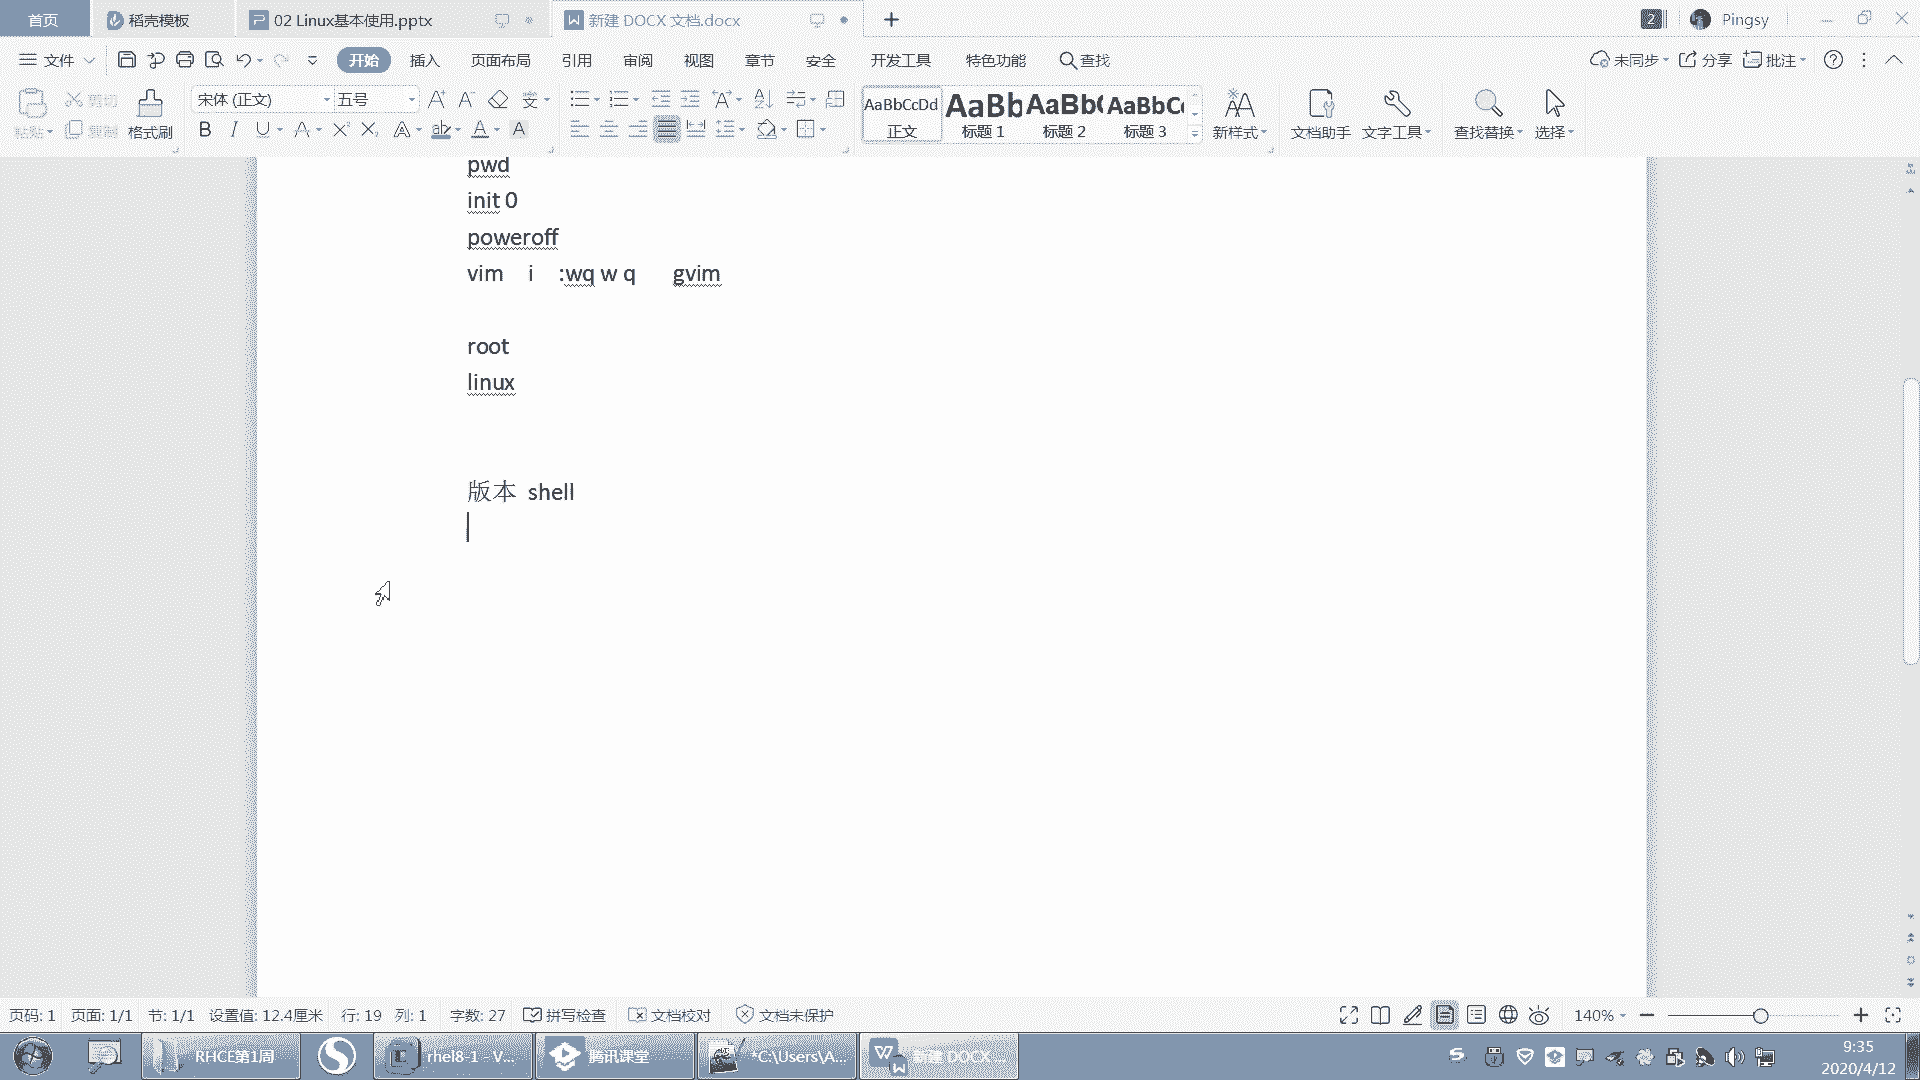 首页 稻壳模板 02 Linux基本使用.pptx 新建 DOCX 文档.docx 2 Pingsy
文件 开始 插入 页面布局 引用 审阅 视图 章节 安全 开发工具 特色功能 查找 未同步 分享 批注
粘贴 剪切 复制 格式刷 宋体 (正文) 五号
AaBbCcDd AaBb AaBb( AaBbC
正文 标题 1 标题 2 标题 3 新样式 文档助手 文字工具 查找替换 选择
pwd
init 0
poweroff
vim i :wq w q gvim
root
linux
版本 shell
页码: 1 页面: 1/1 节: 1/1 设置值: 12.4厘米 行: 19 列: 1 字数: 27 拼写检查 文档校对 文档未保护 140%
RHCE第1周 rhel8-1 - V... 腾讯课堂 *C:\Users\A... 新建 DOCX ...
9:35
2020/4/12